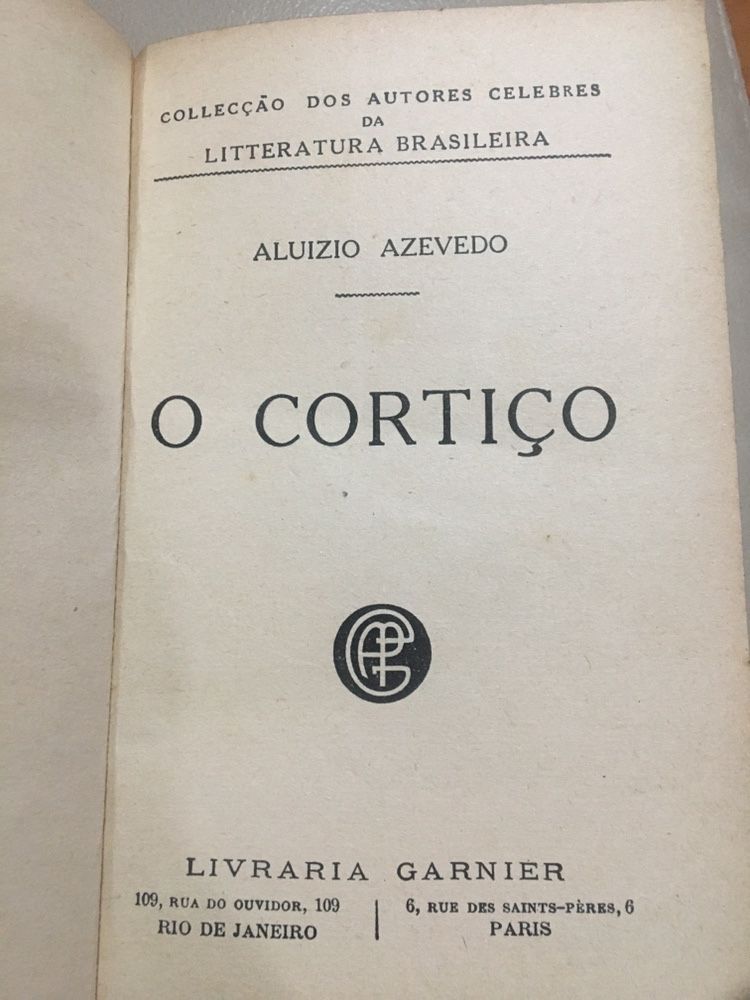 COLLECÇÃO DOS AUTORES CELEBRES
DA
LITTERATURA BRASILEIRA
ALUIZIO AZEVEDO
O CORTIÇO
LIVRARIA GARNIER
109, RUA DO OUVIDOR, 109
RIO DE JANEIRO
6, RUE DES SAINTS-PÈRES, 6
PARIS